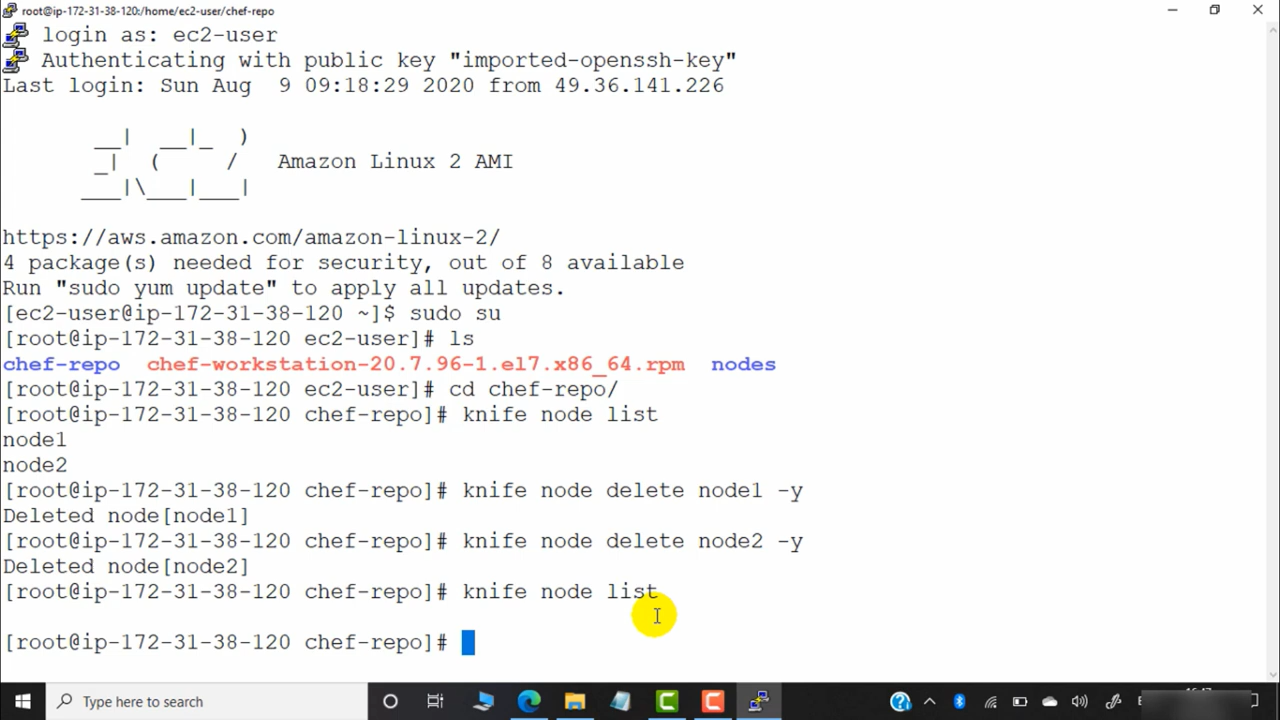 root@ip-172-31-38-120:/home/ec2-user/chef-repo
login as: ec2-user
Authenticating with public key "imported-openssh-key"
Last login: Sun Aug  9 09:18:29 2020 from 49.36.141.226
       __|  __|_  )
       _|  (     /   Amazon Linux 2 AMI
      ___|\___|___|
https://aws.amazon.com/amazon-linux-2/
4 package(s) needed for security, out of 8 available
Run "sudo yum update" to apply all updates.
[ec2-user@ip-172-31-38-120 ~]$ sudo su
[root@ip-172-31-38-120 ec2-user]# ls
chef-repo  chef-workstation-20.7.96-1.el7.x86_64.rpm  nodes
[root@ip-172-31-38-120 ec2-user]# cd chef-repo/
[root@ip-172-31-38-120 chef-repo]# knife node list
node1
node2
[root@ip-172-31-38-120 chef-repo]# knife node delete node1 -y
Deleted node[node1]
[root@ip-172-31-38-120 chef-repo]# knife node delete node2 -y
Deleted node[node2]
[root@ip-172-31-38-120 chef-repo]# knife node list
[root@ip-172-31-38-120 chef-repo]#
Type here to search